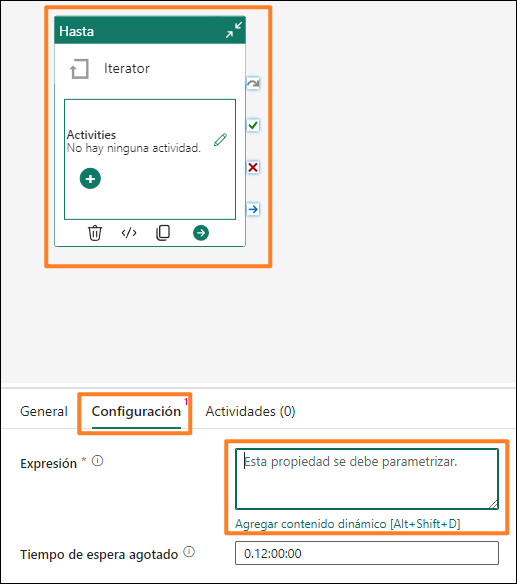 Hasta
Iterator
Activities
No hay ninguna actividad.
General
Configuración
1
Actividades (0)
Expresión *
Esta propiedad se debe parametrizar.
Agregar contenido dinámico [Alt+Shift+D]
Tiempo de espera agotado
0.12:00:00